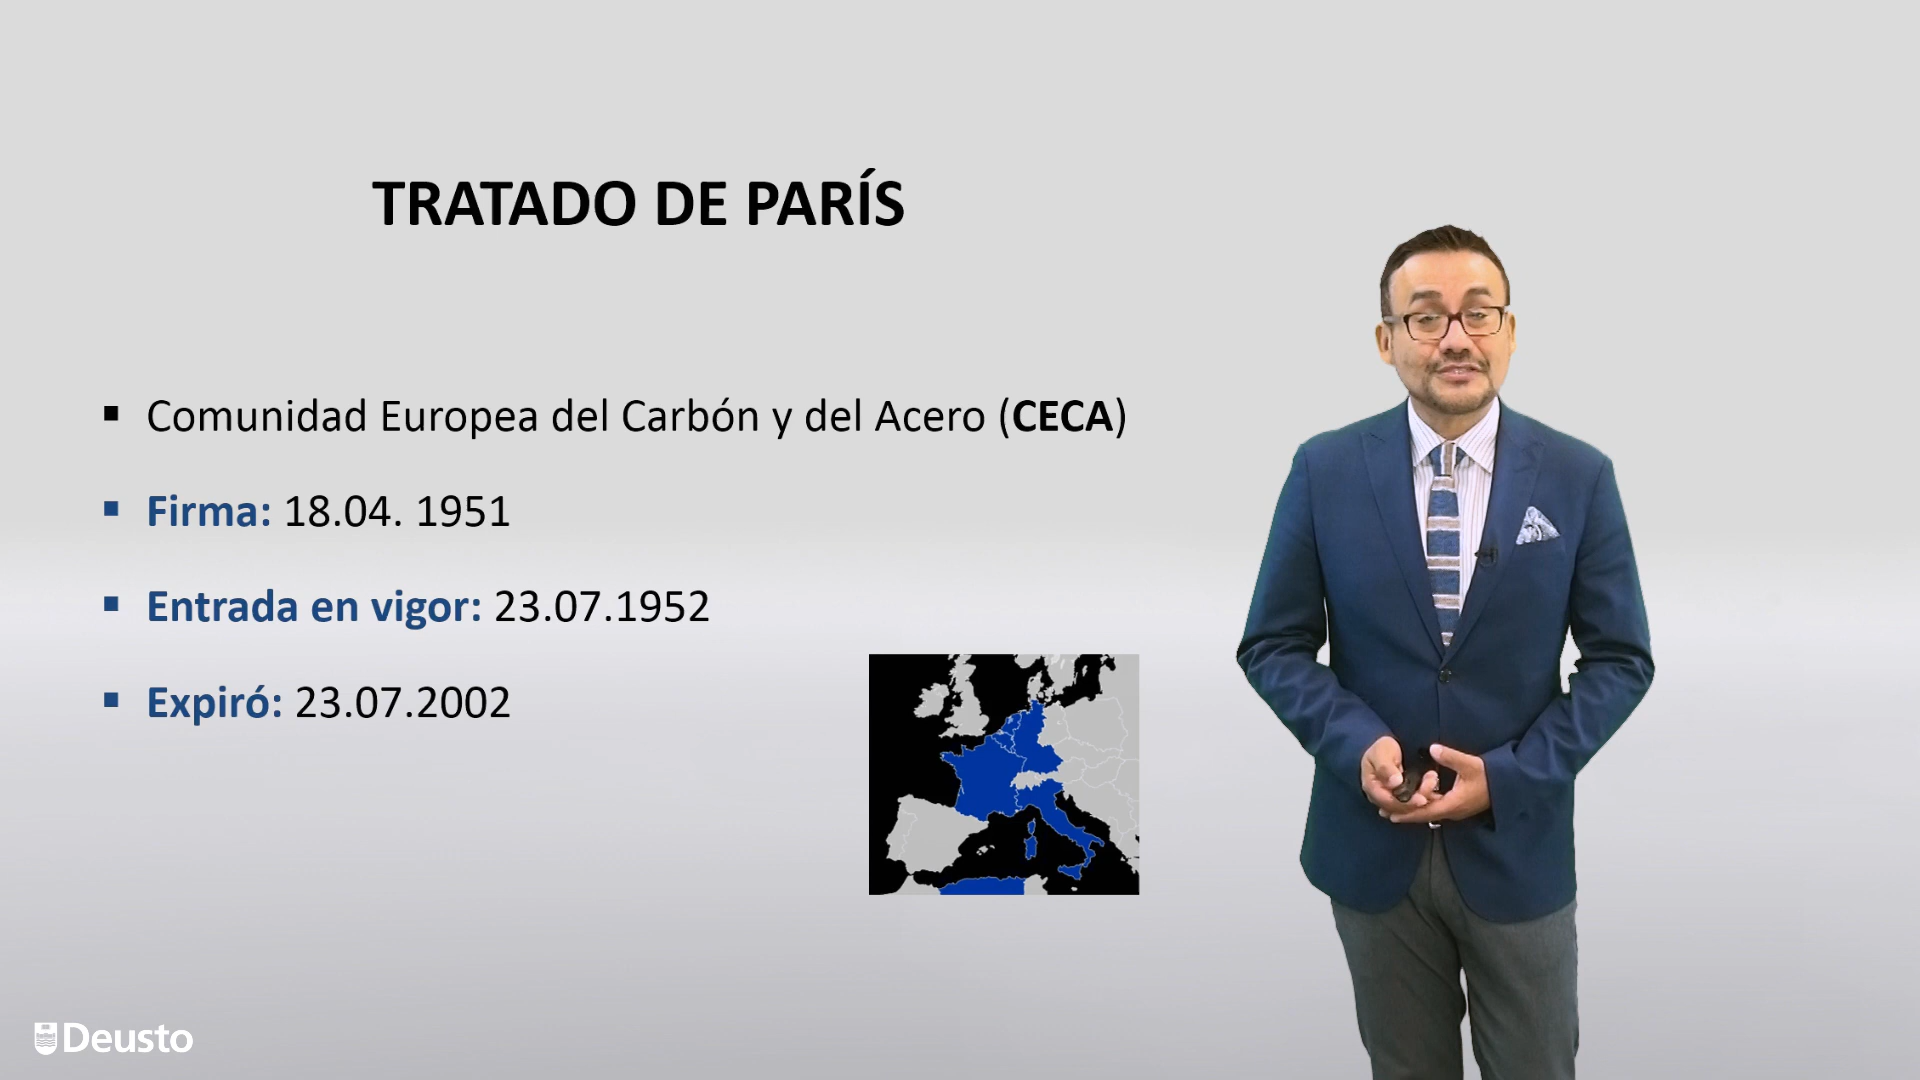 TRATADO DE PARÍS
▪ Comunidad Europea del Carbón y del Acero (CECA)
▪ Firma: 18.04. 1951
▪ Entrada en vigor: 23.07.1952
▪ Expiró: 23.07.2002
Deusto